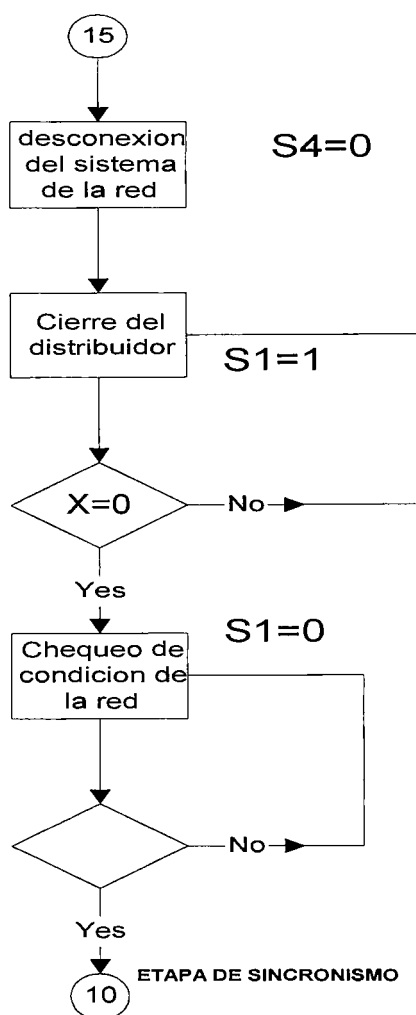 15
desconexion
del sistema
de la red
S4=0
Cierre del
distribuidor
S1=1
X=0
No
Yes
S1=0
Chequeo de
condicion de
la red
No
Yes
ETAPA DE SINCRONISMO
10